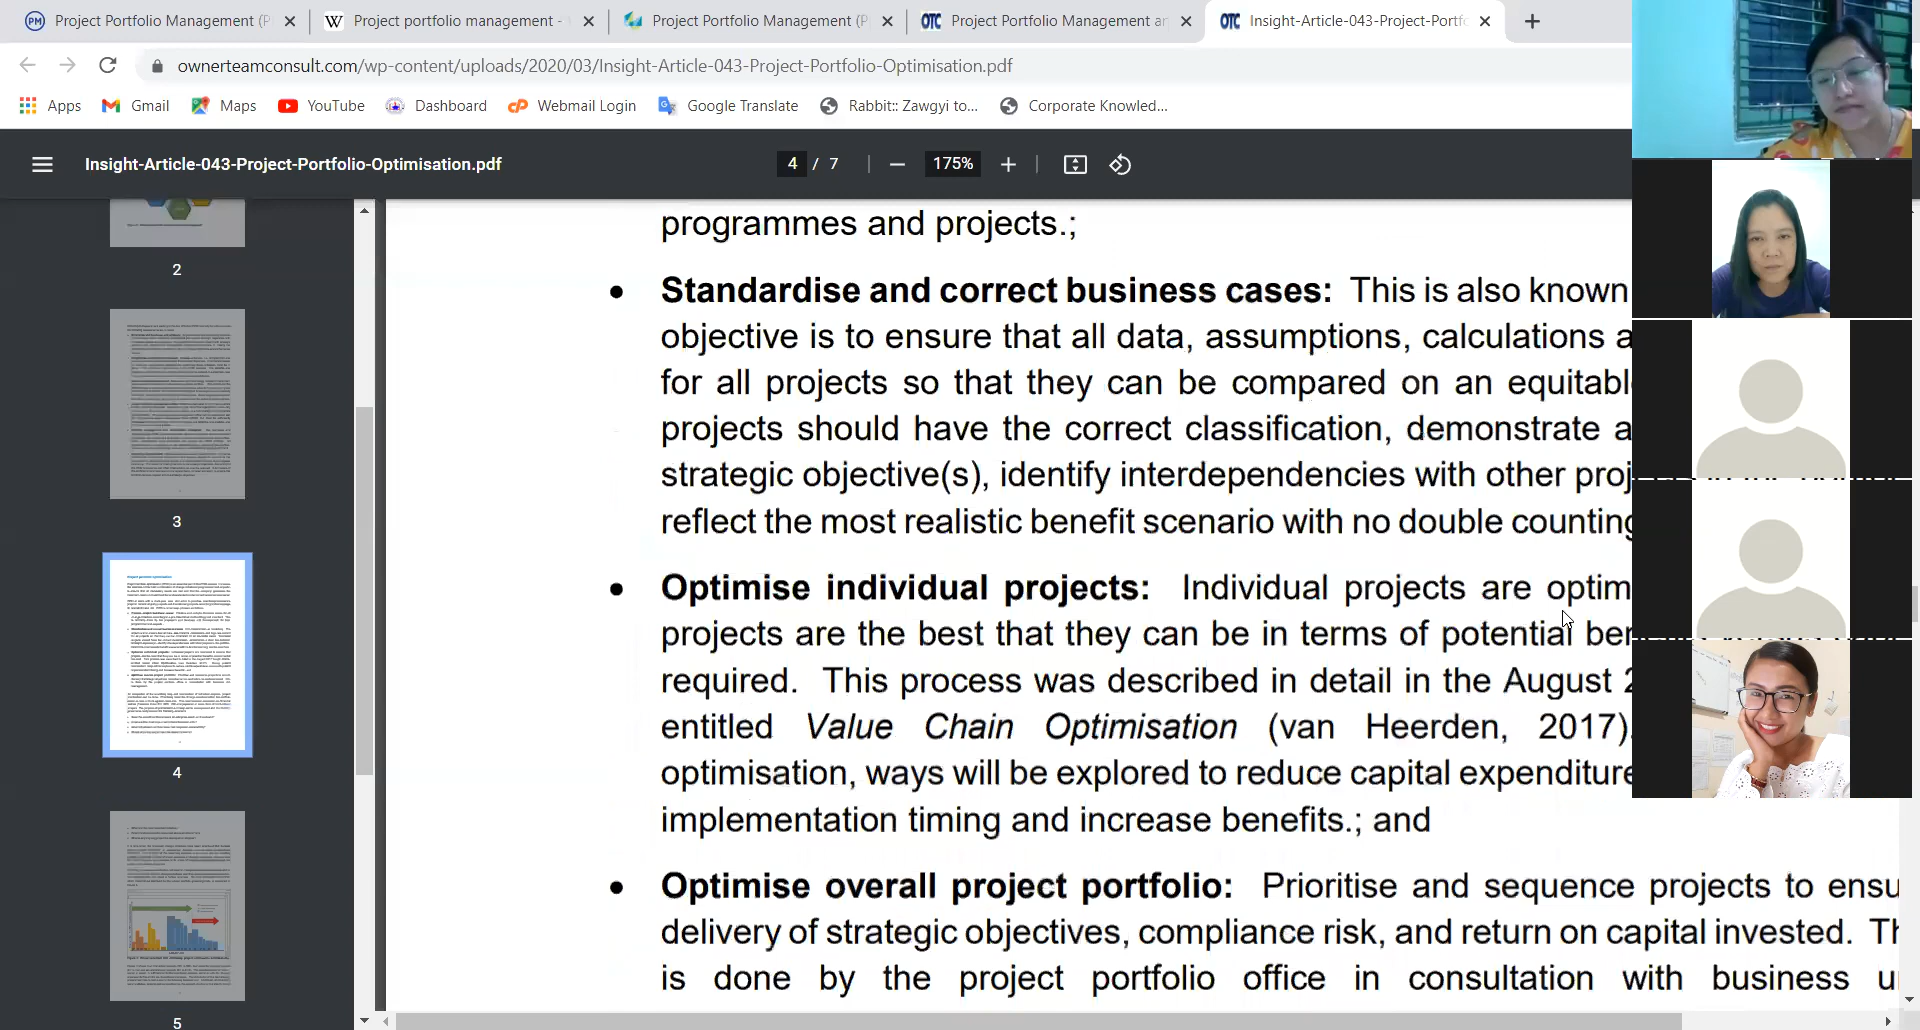 Project Portfolio Management (P
Project portfolio management -
Project Portfolio Management (P
OTC Project Portfolio Management an
OTC Insight-Article-043-Project-Portfo
ownerteamconsult.com/wp-content/uploads/2020/03/Insight-Article-043-Project-Portfolio-Optimisation.pdf
Apps Gmail Maps YouTube Dashboard Webmail Login Google Translate Rabbit:: Zawgyi to... Corporate Knowled...
Insight-Article-043-Project-Portfolio-Optimisation.pdf 4 / 7 175%
2
3
4
5
programmes and projects.;
• Standardise and correct business cases: This is also known
objective is to ensure that all data, assumptions, calculations a
for all projects so that they can be compared on an equitabl
projects should have the correct classification, demonstrate a
strategic objective(s), identify interdependencies with other proj
reflect the most realistic benefit scenario with no double counting
• Optimise individual projects: Individual projects are optim
projects are the best that they can be in terms of potential ber
required. This process was described in detail in the August 2
entitled Value Chain Optimisation (van Heerden, 2017).
optimisation, ways will be explored to reduce capital expenditure
implementation timing and increase benefits.; and
• Optimise overall project portfolio: Prioritise and sequence projects to ensu
delivery of strategic objectives, compliance risk, and return on capital invested. Th
is done by the project portfolio office in consultation with business u